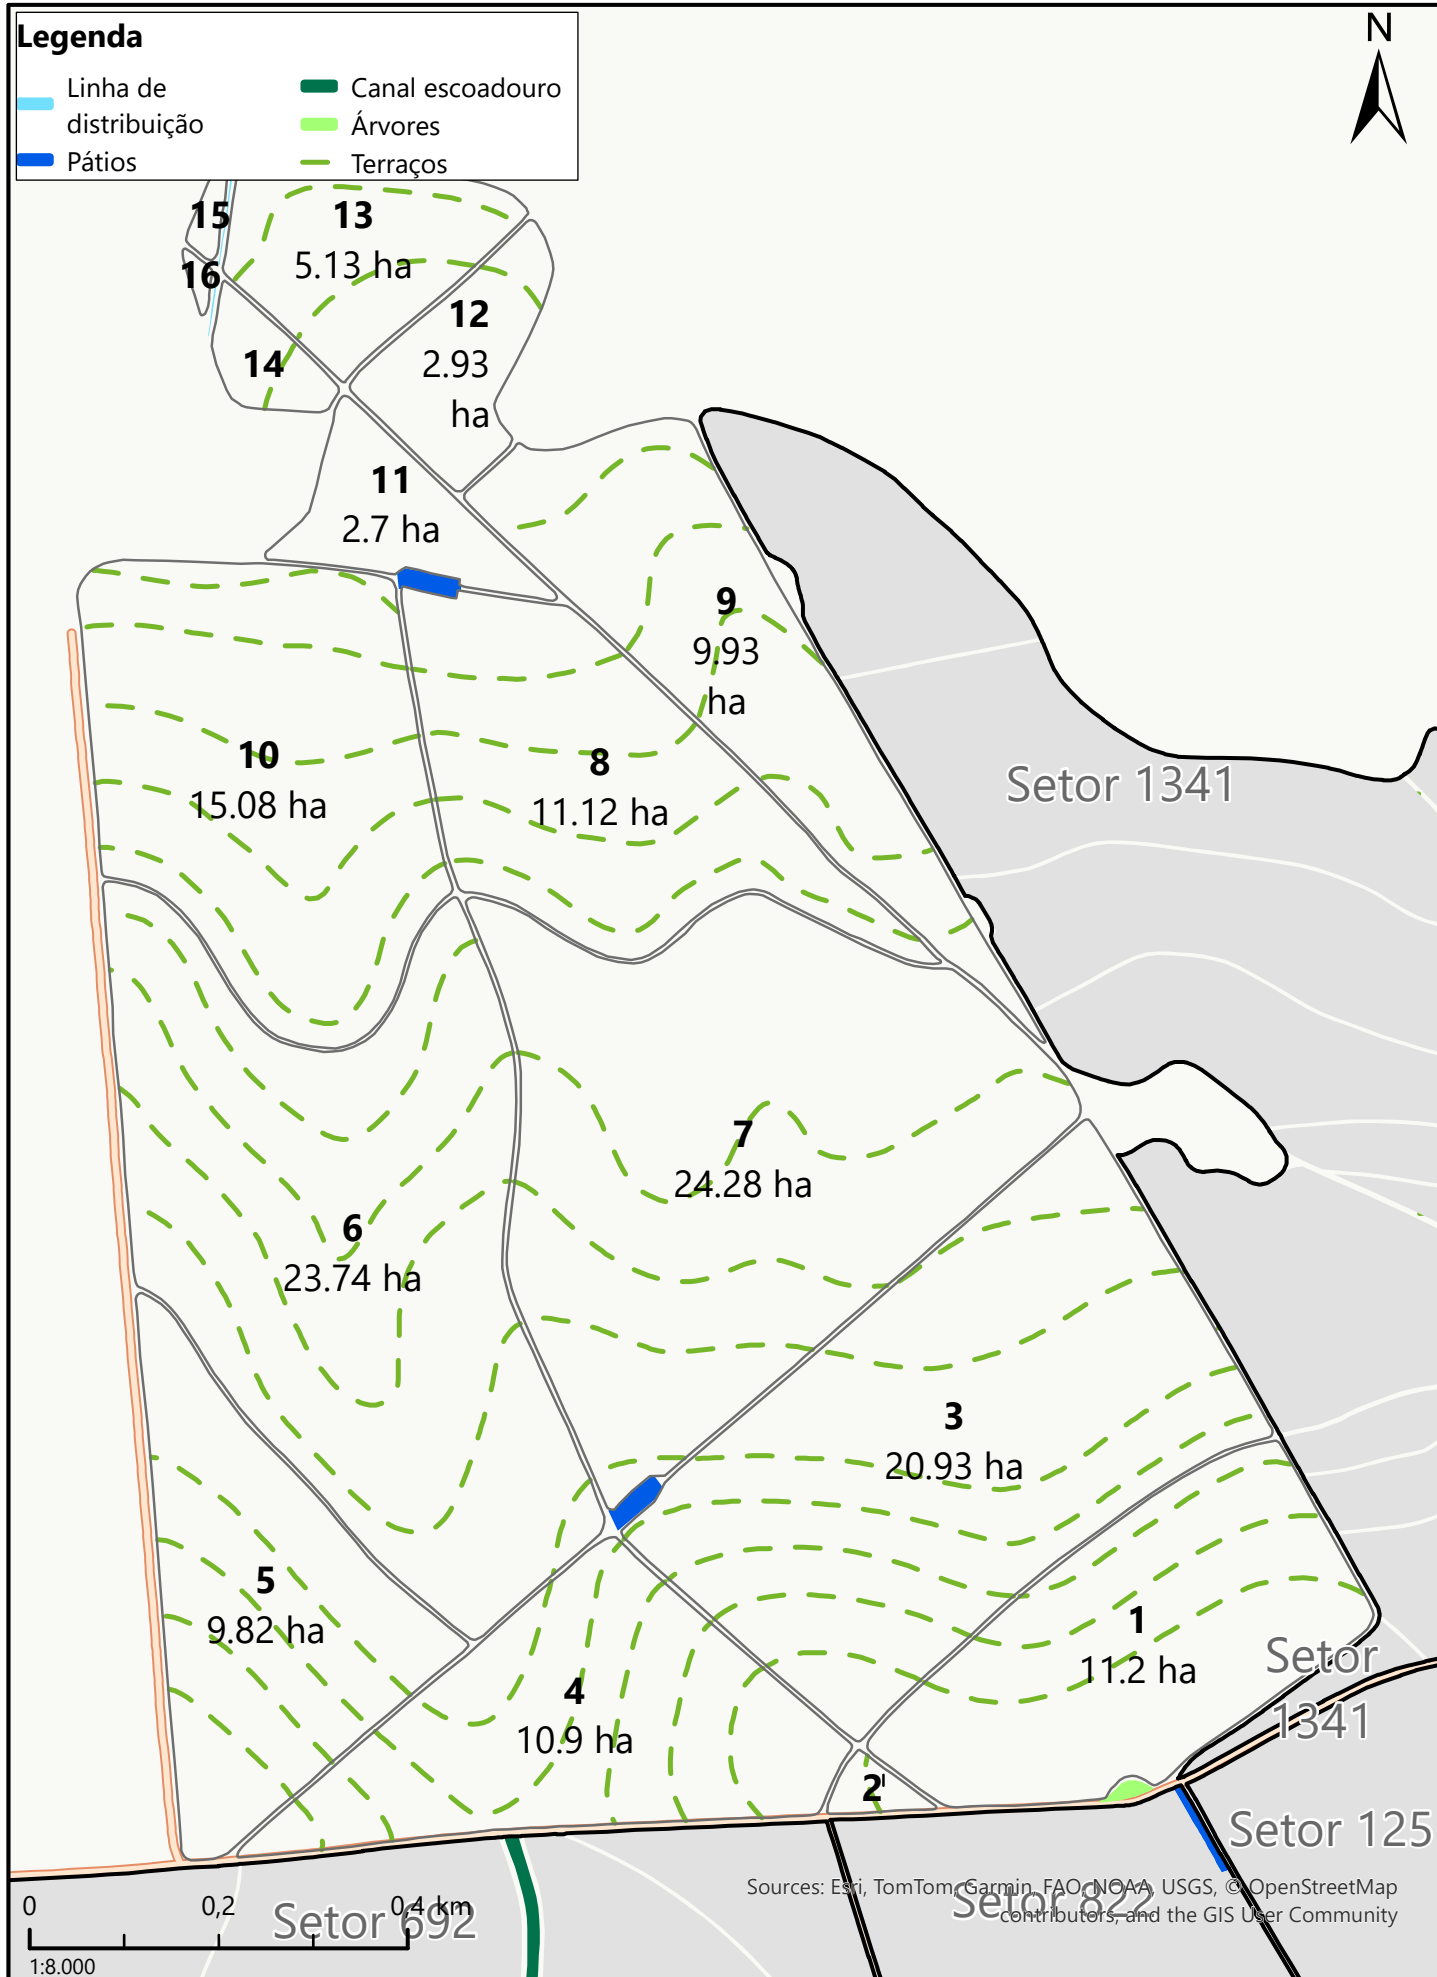 Legenda
Linha de
distribuição
Pátios
Canal escoadouro
Árvores
Terraços
N
15
13
5.13 ha
16
12
2.93
ha
14
11
2.7 ha
9
9.93
ha
10
15.08 ha
8
11.12 ha
Setor 1341
7
24.28 ha
6
23.74 ha
3
20.93 ha
5
9.82 ha
1
11.2 ha
4
10.9 ha
2
Setor
1341
Setor 125
Setor 692
Setor 822
0
0,2
0,4 km
1:8.000
Sources: Esri, TomTom, Garmin, FAO, NOAA, USGS, © OpenStreetMap
contributors, and the GIS User Community